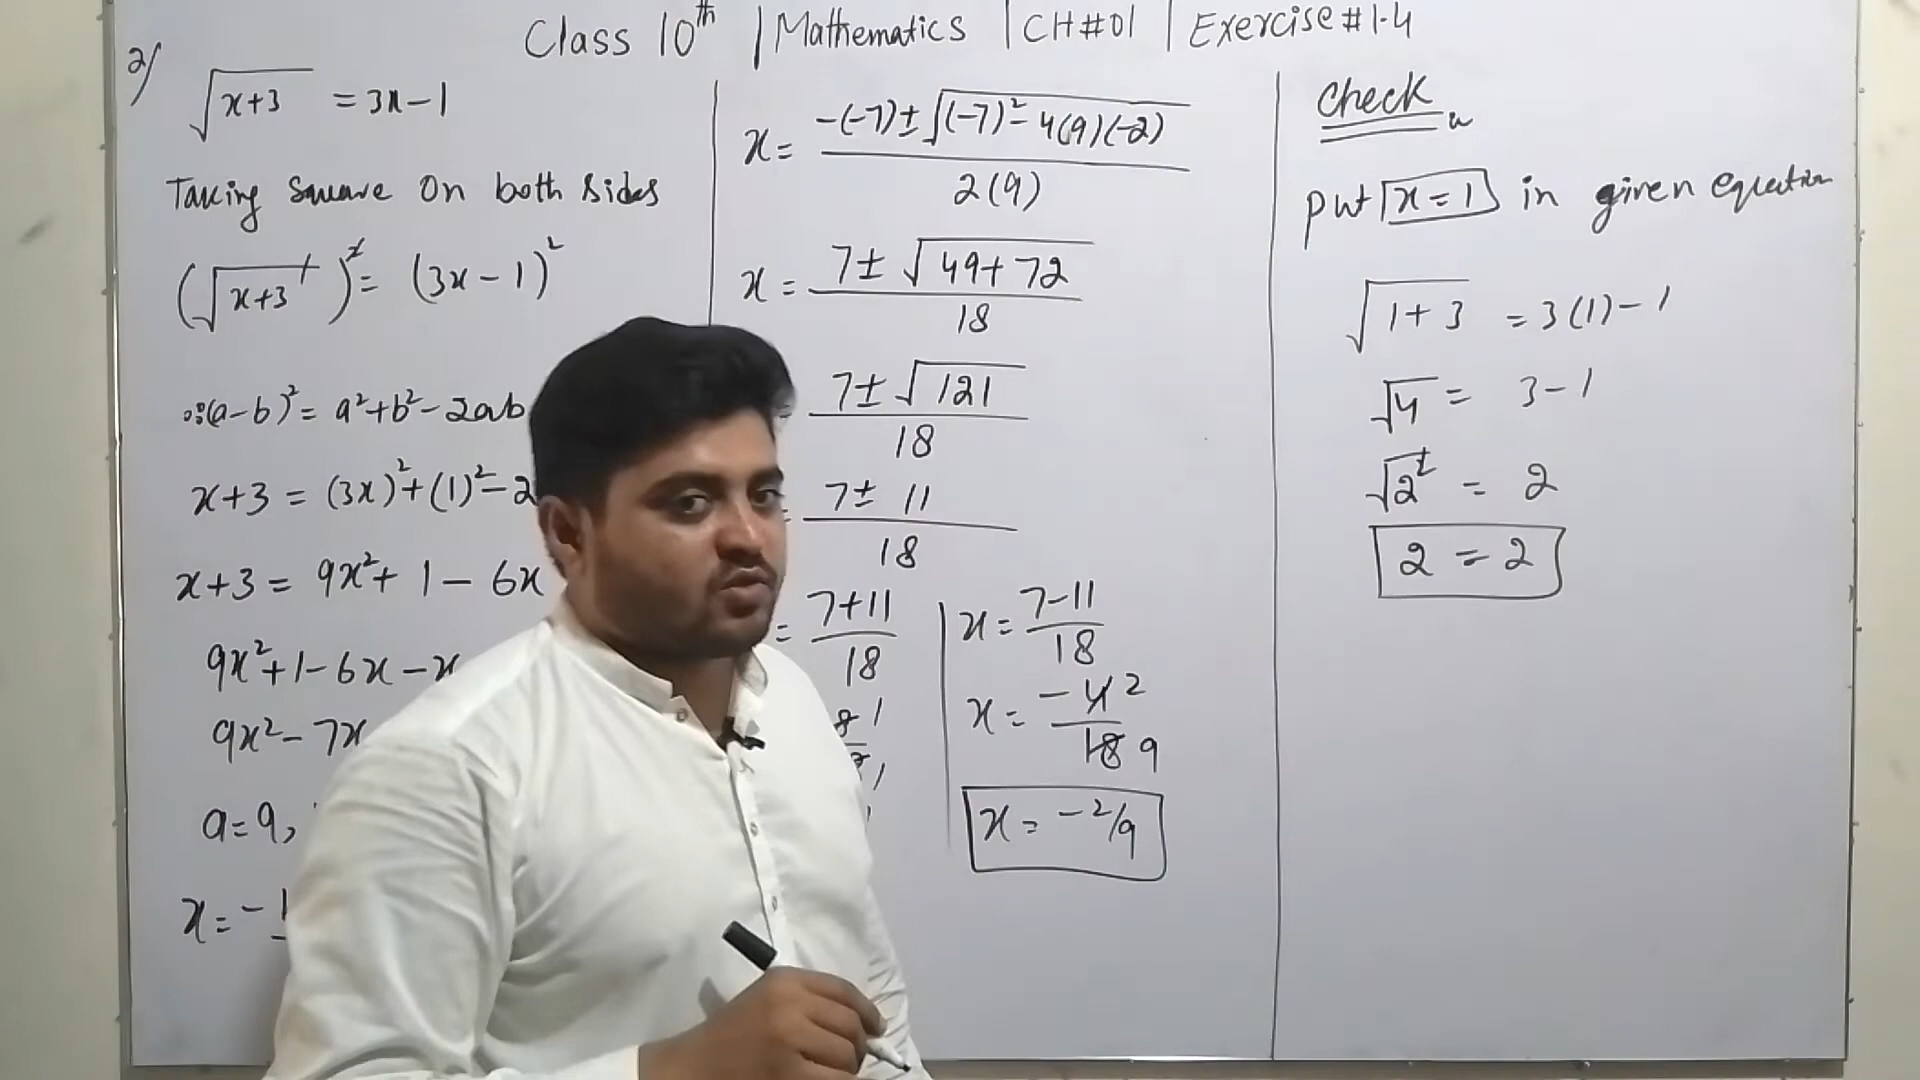 Class 10th | Mathematics | CH#01 | Exercise#1.4
2/
√(x+3) = 3x-1
Taking Square On both sides
(√(x+3))² = (3x-1)²
∵(a-b)² = a²+b²-2ab
x+3 = (3x)²+(1)²-2
x+3 = 9x²+ 1 - 6x
9x²+1-6x-x
9x²-7x
a=9,
x= -
x= (-(-7)±√((-7)²-4(9)(-2)))/(2(9))
x= (7±√(49+72))/18
= (7±√121)/18
= (7± 11)/18
= (7+11)/18
8 1
1
x= (7-11)/18
x= (-4 2)/(18 9)
x= -2/9
Check
put x=1 in given equation
√(1+3) = 3(1)-1
√4 = 3-1
√2² = 2
2 = 2